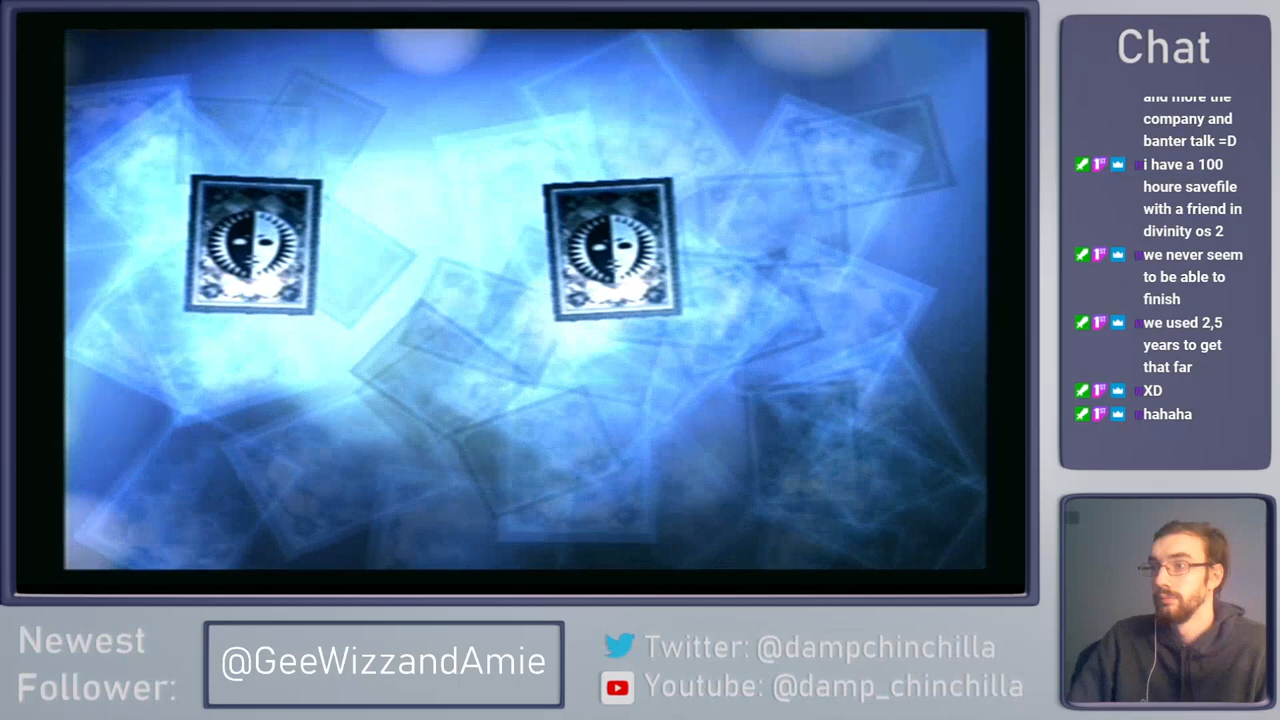 Chat
and more the
company and
banter talk =D
i have a 100
houre savefile
with a friend in
divinity os 2
we never seem
to be able to
finish
we used 2,5
years to get
that far
XD
hahaha
Newest
Follower:
@GeeWizzandAmie
Twitter: @dampchinchilla
Youtube: @damp_chinchilla